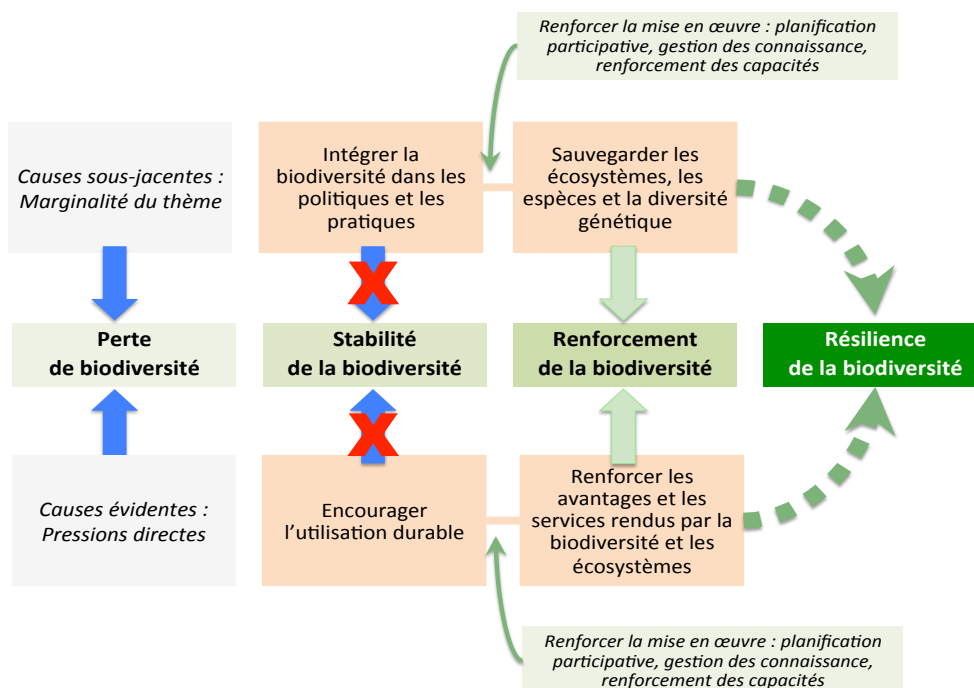 Renforcer la mise en œuvre : planification
participative, gestion des connaissance,
renforcement des capacités
Causes sous-jacentes :
Marginalité du thème
Intégrer la
biodiversité dans les
politiques et les
pratiques
Sauvegarder les
écosystèmes, les
espèces et la diversité
génétique
Perte
de biodiversité
Stabilité
de la biodiversité
Renforcement
de la biodiversité
Résilience
de la biodiversité
Causes évidentes :
Pressions directes
Encourager
l'utilisation durable
Renforcer les
avantages et les
services rendus par la
biodiversité et les
écosystèmes
Renforcer la mise en œuvre : planification
participative, gestion des connaissance,
renforcement des capacités